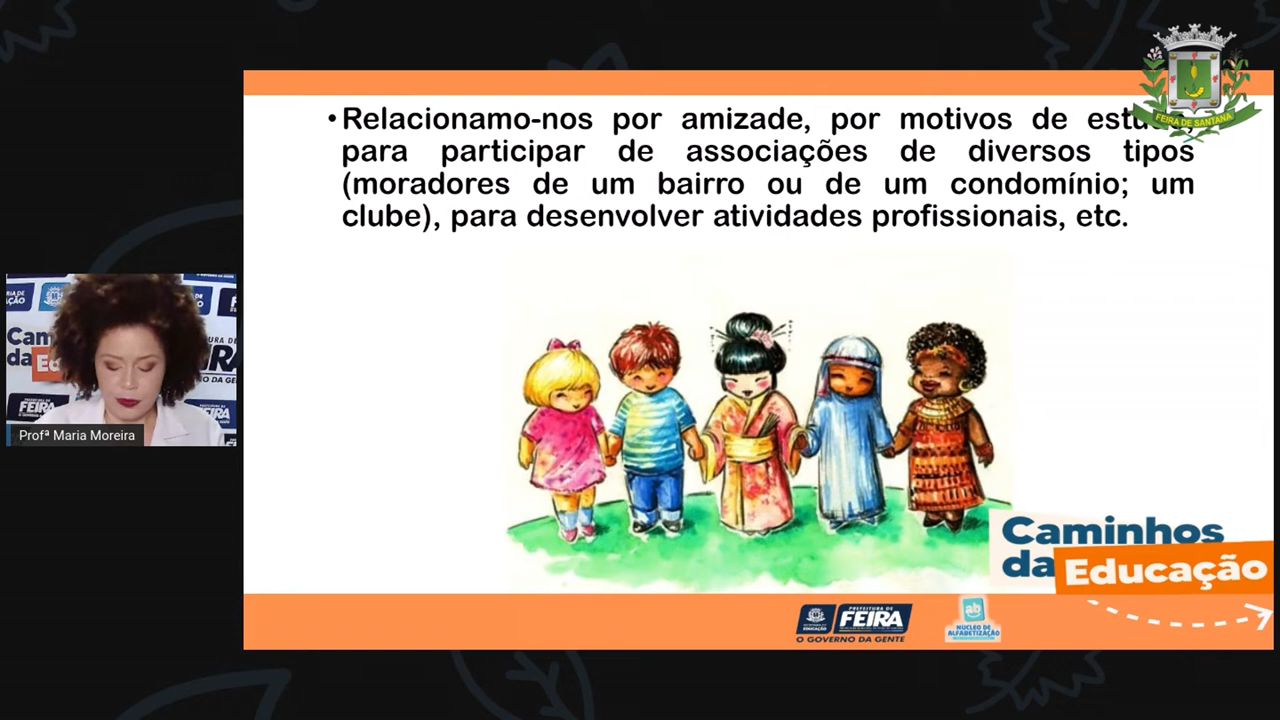 FEIRA DE SANTANA
• Relacionamo-nos por amizade, por motivos de
para participar de associações de diversos tipos
(moradores de um bairro ou de um condomínio; um
clube), para desenvolver atividades profissionais, etc.
Profª Maria Moreira
Caminhos
da Educação
PREFEITURA DE
FEIRA
EDUCAÇÃO
O GOVERNO DA GENTE
ab
NÚCLEO DE
ALFABETIZAÇÃO